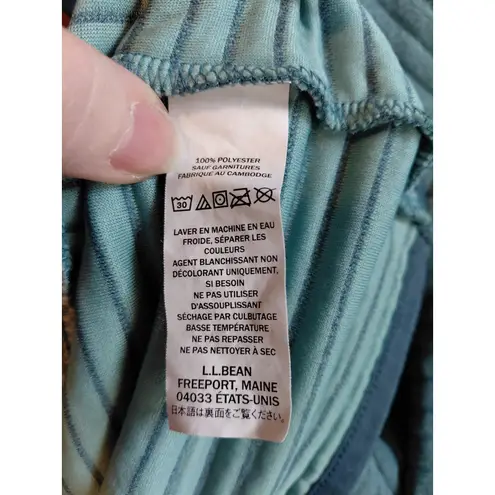 100% POLYESTER
SAUF GARNITURES
FABRIQUÉ AU CAMBODGE
30
LAVER EN MACHINE EN EAU
FROIDE, SÉPARER LES
COULEURS
AGENT BLANCHISSANT NON
DÉCOLORANT UNIQUEMENT,
SI BESOIN
NE PAS UTILISER
D'ASSOUPLISSANT
SÉCHAGE PAR CULBUTAGE
BASSE TEMPÉRATURE
NE PAS REPASSER
NE PAS NETTOYER À SEC
L.L.BEAN
FREEPORT, MAINE
04033 ÉTATS-UNIS
日本語は裏面をご覧ください。